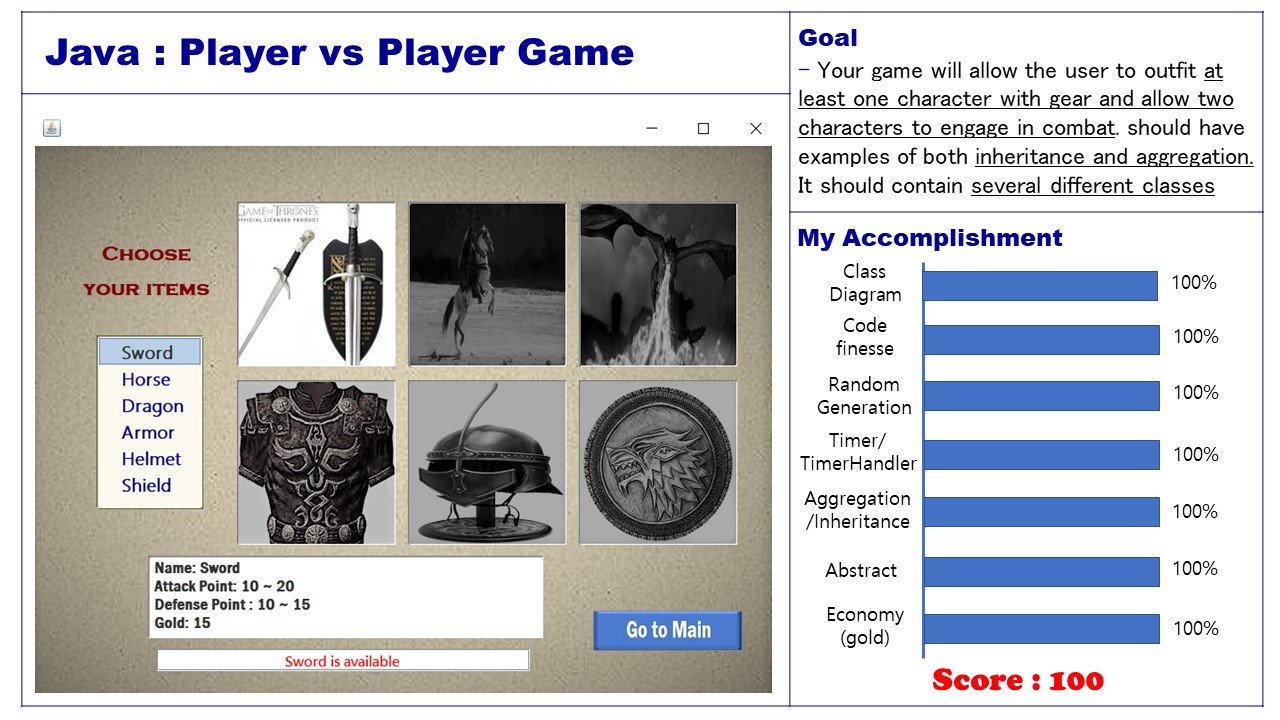 Java : Player vs Player Game
Goal
– Your game will allow the user to outfit at
least one character with gear and allow two
characters to engage in combat. should have
examples of both inheritance and aggregation.
It should contain several different classes
CHOOSE
YOUR ITEMS
Sword
Horse
Dragon
Armor
Helmet
Shield
GAME OF THRONES
OFFICIAL LICENSED PRODUCT
Name: Sword
Attack Point: 10 ~ 20
Defense Point : 10 ~ 15
Gold: 15
Sword is available
Go to Main
My Accomplishment
Class
Diagram
100%
Code
finesse
100%
Random
Generation
100%
Timer/
TimerHandler
100%
Aggregation
/Inheritance
100%
Abstract
100%
Economy
(gold)
100%
Score : 100